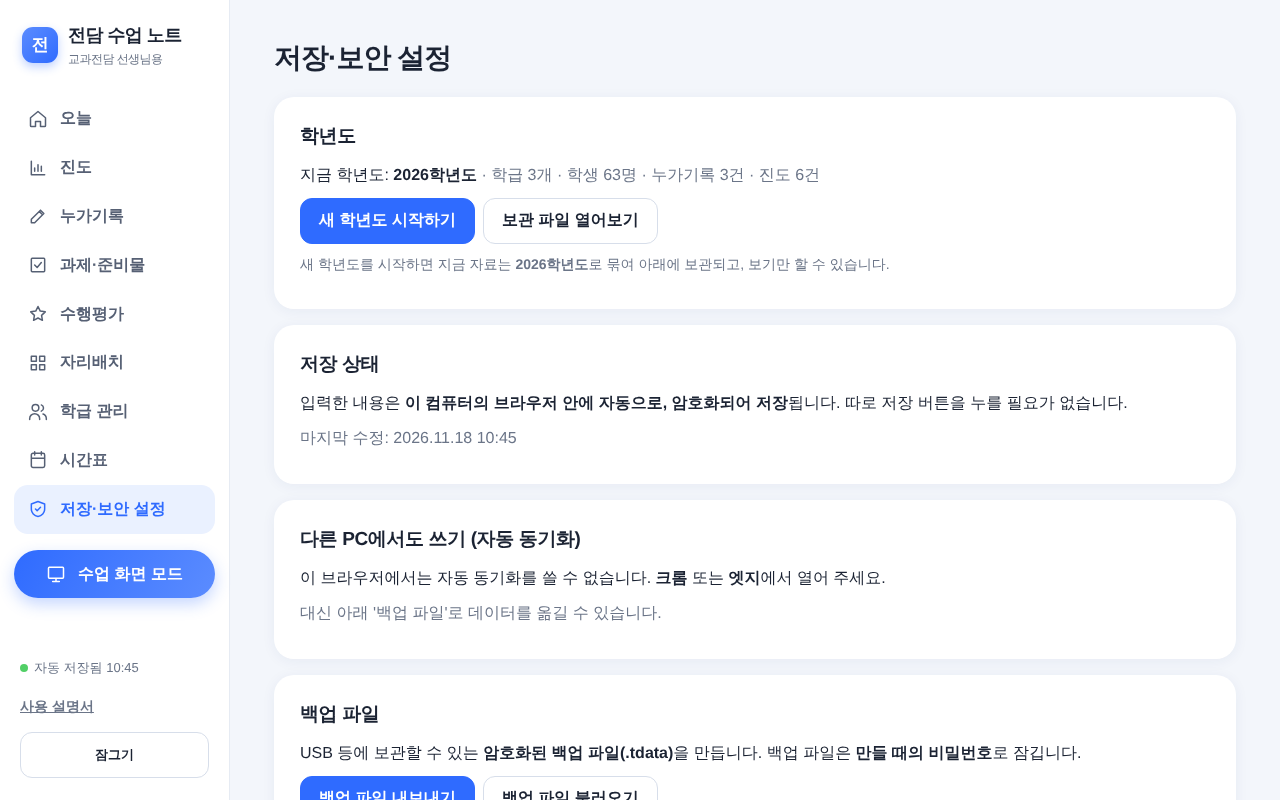 전
전담 수업 노트
교과전담 선생님용
오늘
진도
누가기록
과제·준비물
수행평가
자리배치
학급 관리
시간표
저장·보안 설정
수업 화면 모드
자동 저장됨 10:45
사용 설명서
잠그기
저장·보안 설정
학년도
지금 학년도: 2026학년도 · 학급 3개 · 학생 63명 · 누가기록 3건 · 진도 6건
새 학년도 시작하기
보관 파일 열어보기
새 학년도를 시작하면 지금 자료는 2026학년도로 묶여 아래에 보관되고, 보기만 할 수 있습니다.
저장 상태
입력한 내용은 이 컴퓨터의 브라우저 안에 자동으로, 암호화되어 저장됩니다. 따로 저장 버튼을 누를 필요가 없습니다.
마지막 수정: 2026.11.18 10:45
다른 PC에서도 쓰기 (자동 동기화)
이 브라우저에서는 자동 동기화를 쓸 수 없습니다. 크롬 또는 엣지에서 열어 주세요.
대신 아래 '백업 파일'로 데이터를 옮길 수 있습니다.
백업 파일
USB 등에 보관할 수 있는 암호화된 백업 파일(.tdata)을 만듭니다. 백업 파일은 만들 때의 비밀번호로 잠깁니다.
백업 파일 내보내기
백업 파일 불러오기